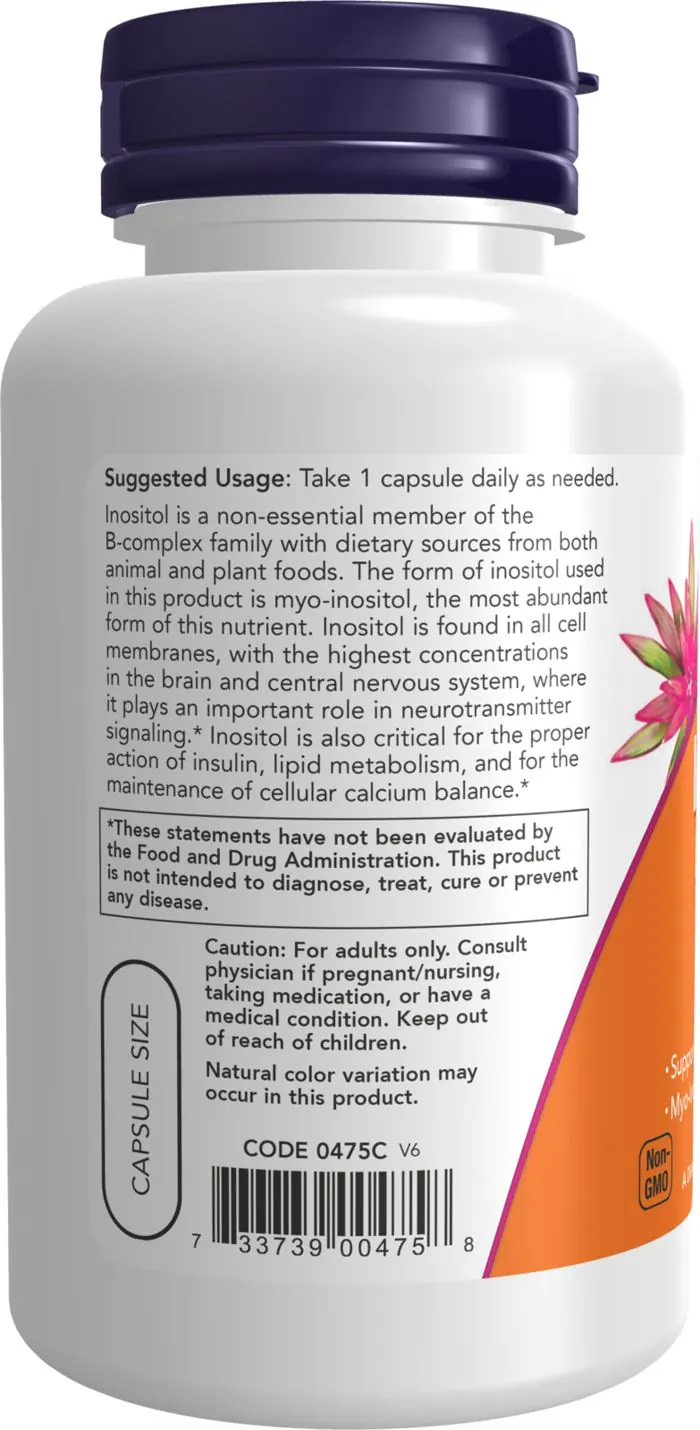 Suggested Usage: Take 1 capsule daily as needed.
Inositol is a non-essential member of the
B-complex family with dietary sources from both
animal and plant foods. The form of inositol used
in this product is myo-inositol, the most abundant
form of this nutrient. Inositol is found in all cell
membranes, with the highest concentrations
in the brain and central nervous system, where
it plays an important role in neurotransmitter
signaling.* Inositol is also critical for the proper
action of insulin, lipid metabolism, and for the
maintenance of cellular calcium balance.*
*These statements have not been evaluated by
the Food and Drug Administration. This product
is not intended to diagnose, treat, cure or prevent
any disease.
CAPSULE SIZE
Caution: For adults only. Consult
physician if pregnant/nursing,
taking medication, or have a
medical condition. Keep out
of reach of children.
Natural color variation may
occur in this product.
CODE 0475C V6
7 33739 00475 8
Non-
GMO